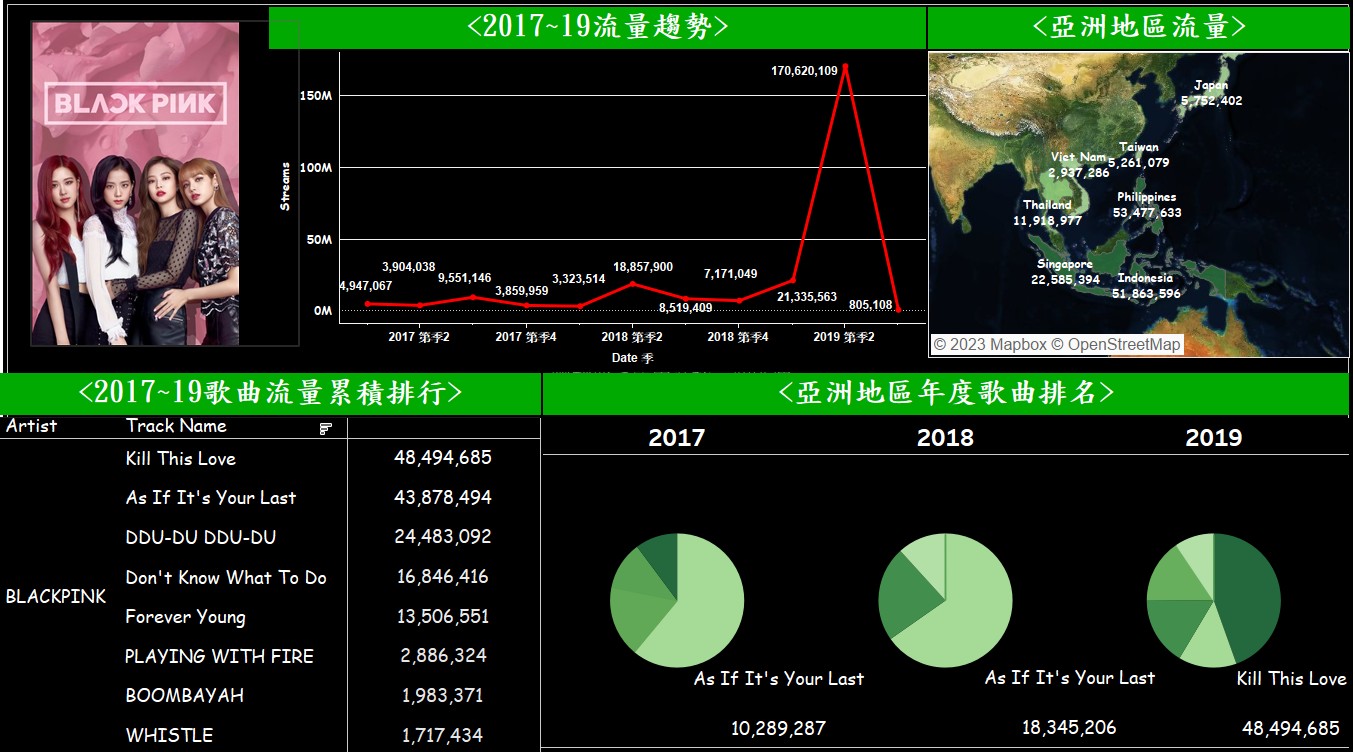 BLACKPINK
<2017~19流量趨勢>
Streams
150M
100M
50M
0M
4,947,067
3,904,038
9,551,146
3,859,959
3,323,514
18,857,900
8,519,409
7,171,049
21,335,563
170,620,109
805,108
2017 第季2
2017 第季4
2018 第季2
2018 第季4
2019 第季2
Date 季
<亞洲地區流量>
Japan
5,752,402
Taiwan
5,261,079
Viet Nam
2,937,286
Philippines
53,477,633
Thailand
11,918,977
Singapore
22,585,394
Indonesia
51,863,596
© 2023 Mapbox © OpenStreetMap
<2017~19歌曲流量累積排行>
Artist Track Name
BLACKPINK
Kill This Love 48,494,685
As If It's Your Last 43,878,494
DDU-DU DDU-DU 24,483,092
Don't Know What To Do 16,846,416
Forever Young 13,506,551
PLAYING WITH FIRE 2,886,324
BOOMBAYAH 1,983,371
WHISTLE 1,717,434
<亞洲地區年度歌曲排名>
2017 2018 2019
As If It's Your Last As If It's Your Last Kill This Love
10,289,287 18,345,206 48,494,685